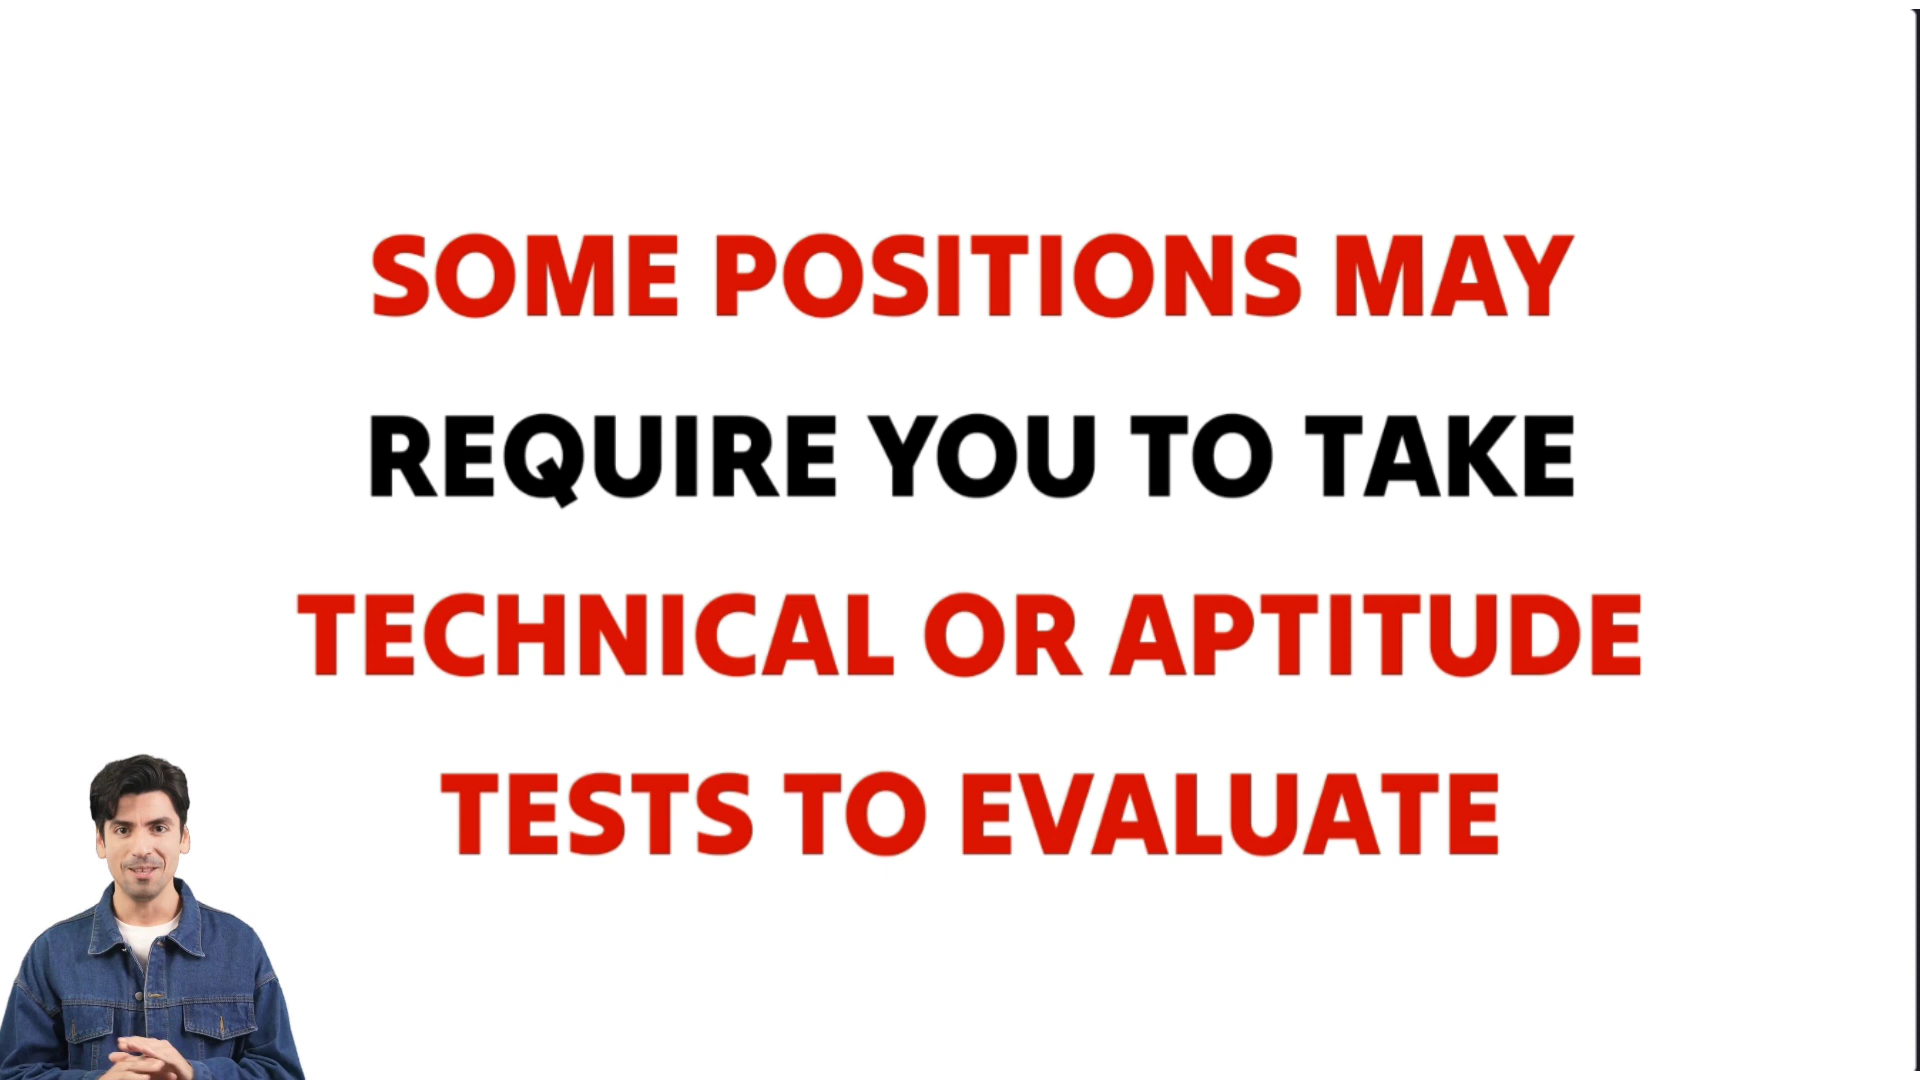 SOME POSITIONS MAY
REQUIRE YOU TO TAKE
TECHNICAL OR APTITUDE
TESTS TO EVALUATE